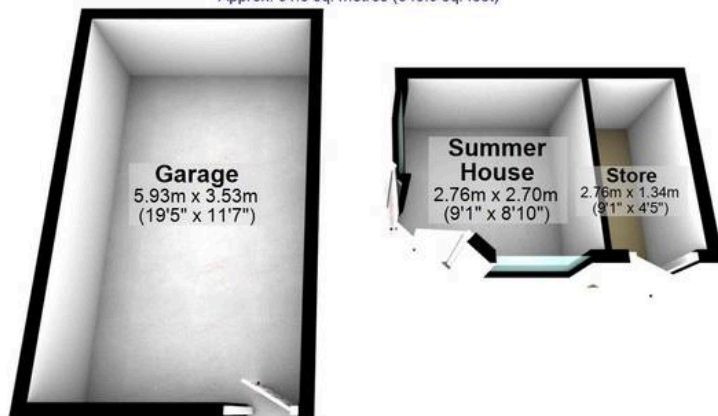 Garage
5.93m x 3.53m
(19'5" x 11'7")
Summer
House
2.76m x 2.70m
(9'1" x 8'10")
Store
2.76m x 1.34m
(9'1" x 4'5")